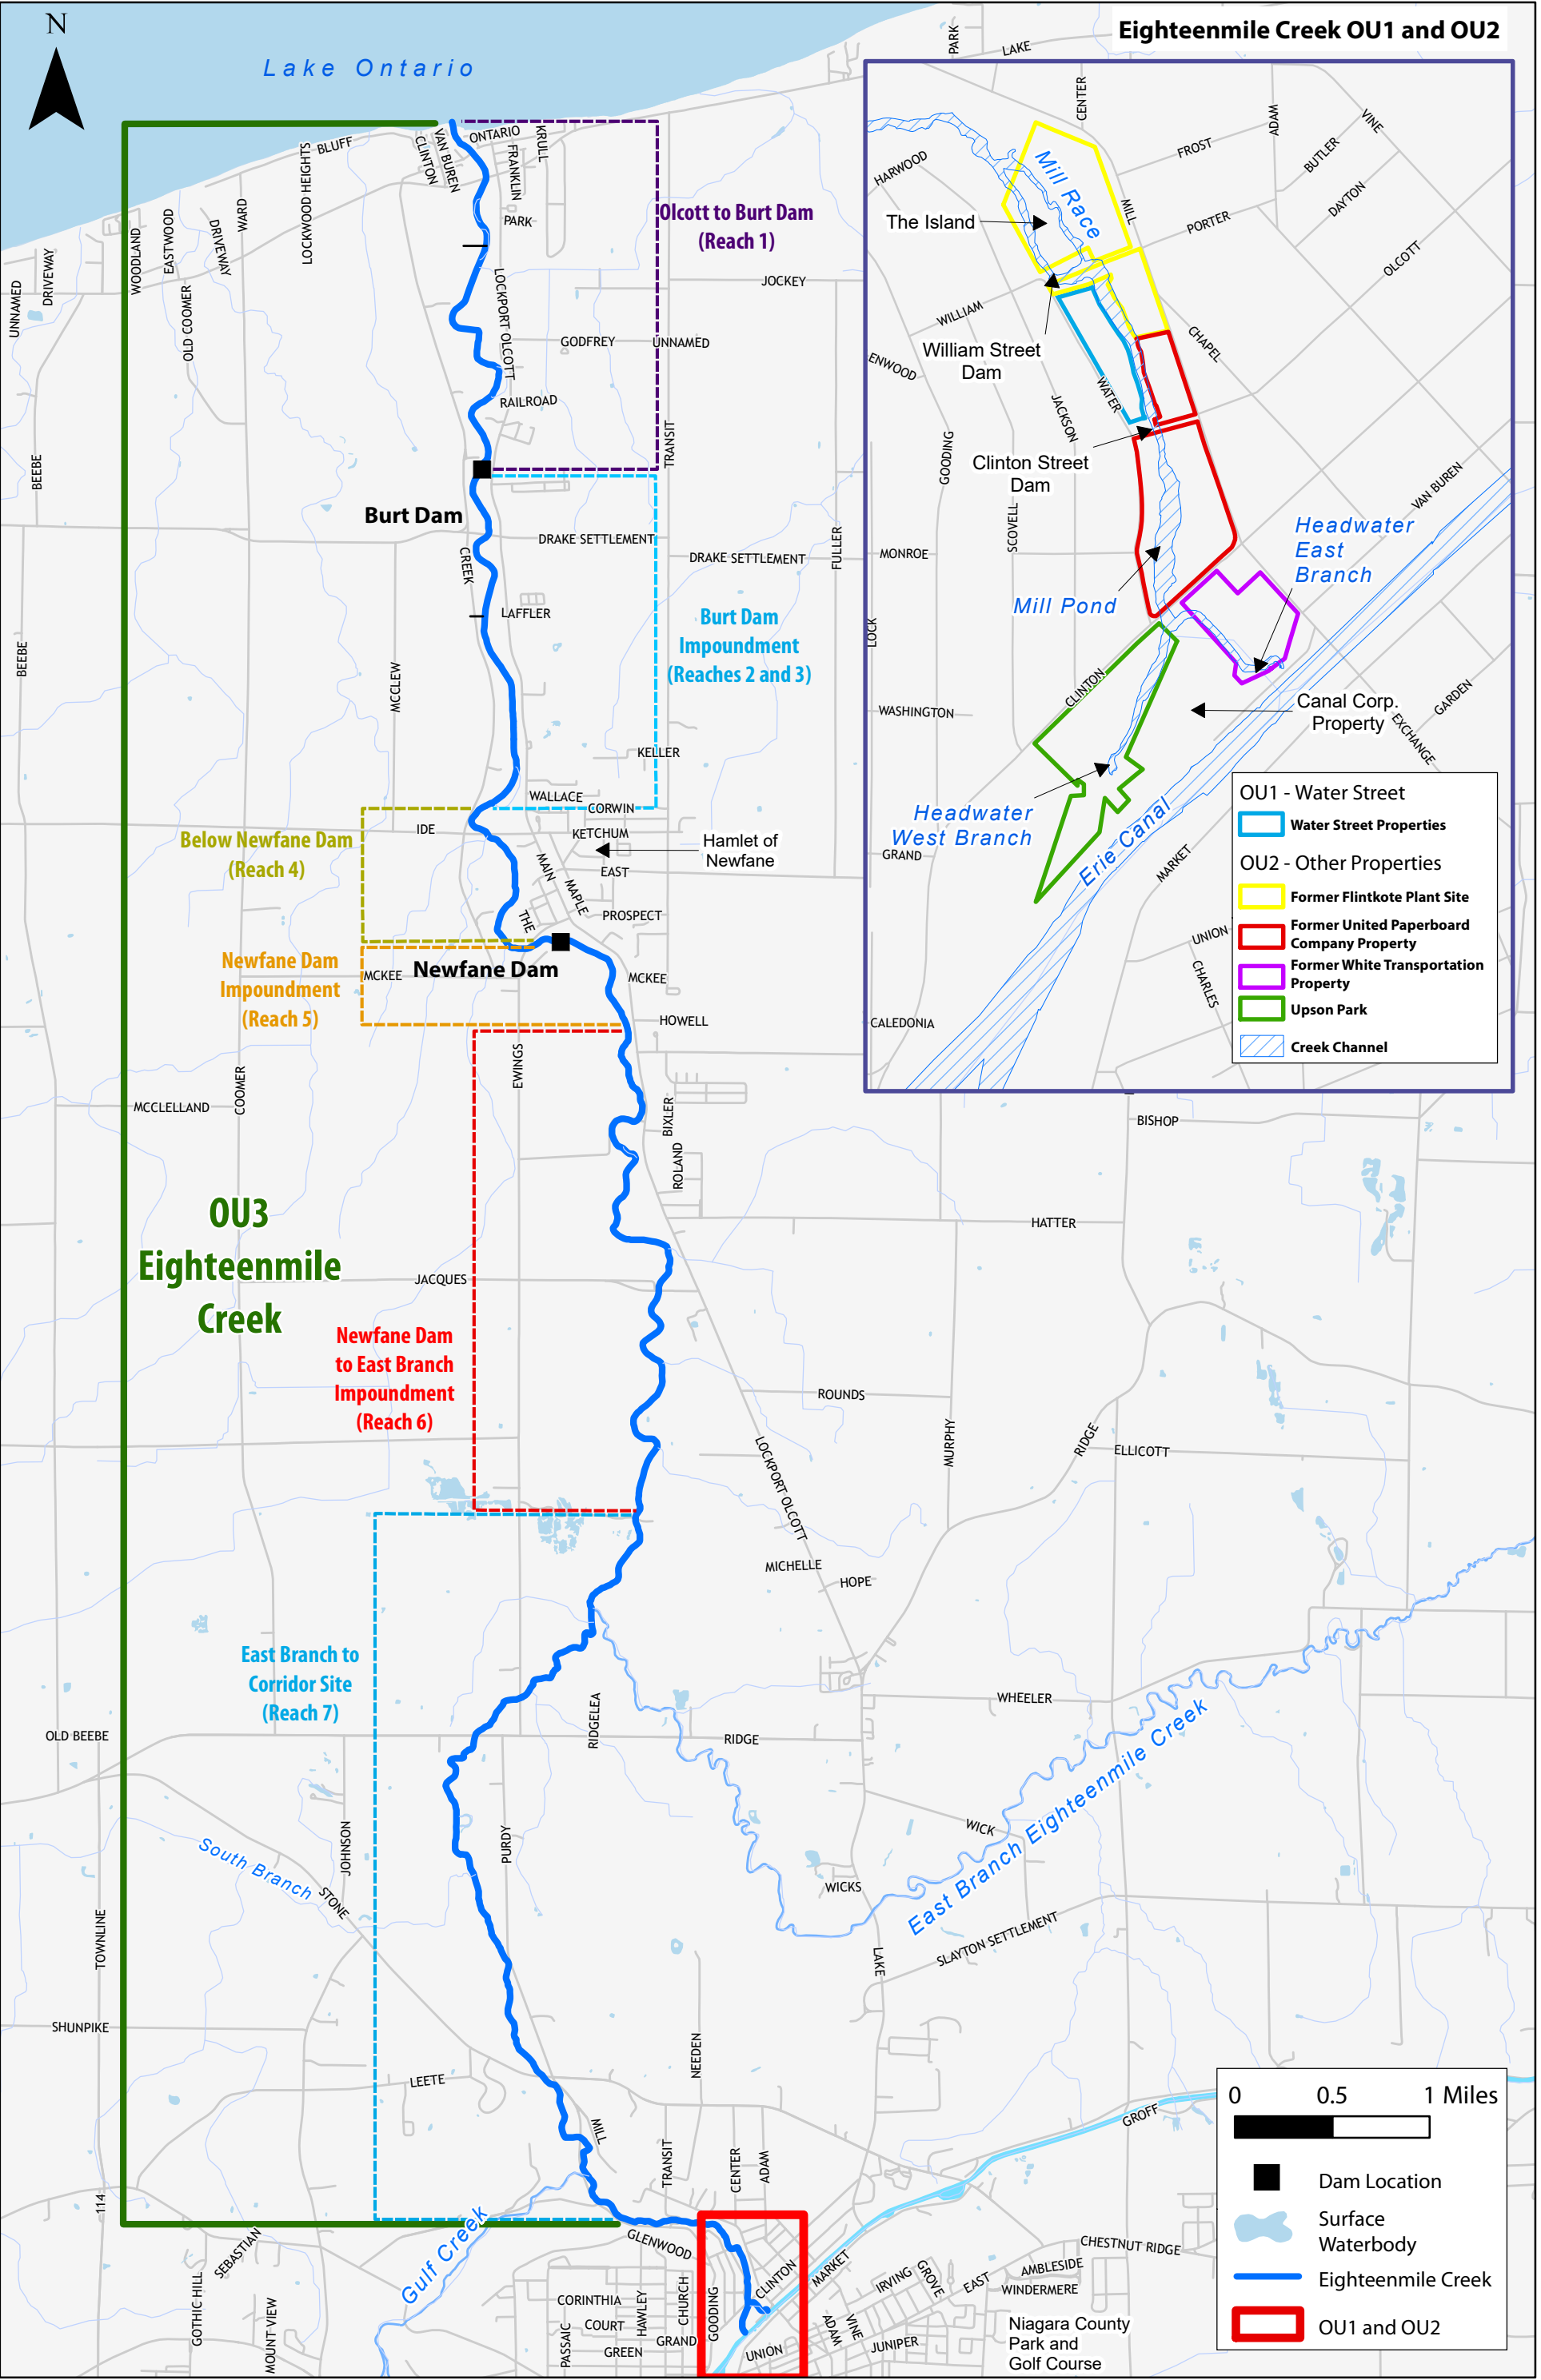 N
Lake Ontario
Eighteenmile Creek OU1 and OU2
PARK
LAKE
BLUFF
CLINTON
VAN BUREN
ONTARIO
FRANKLIN
KRULL
PARK
LOCKWOOD HEIGHTS
WARD
DRIVEWAY
EASTWOOD
WOODLAND
OLD COOMER
UNNAMED
DRIVEWAY
Olcott to Burt Dam
(Reach 1)
LOCKPORT OLCOTT
JOCKEY
GODFREY
UNNAMED
RAILROAD
TRANSIT
BEEBE
Burt Dam
DRAKE SETTLEMENT
DRAKE SETTLEMENT
FULLER
CREEK
LAFFLER
Burt Dam
Impoundment
(Reaches 2 and 3)
BEEBE
MCCLEW
KELLER
WALLACE
CORWIN
IDE
KETCHUM
Hamlet of
Newfane
EAST
MAIN
MAPLE
PROSPECT
THE
Below Newfane Dam
(Reach 4)
Newfane Dam
MCKEE
MCKEE
Newfane Dam
Impoundment
(Reach 5)
HOWELL
EWINGS
COOMER
MCCLELLAND
BIXLER
ROLAND
BISHOP
HATTER
OU3
Eighteenmile
Creek
JACQUES
Newfane Dam
to East Branch
Impoundment
(Reach 6)
ROUNDS
MURPHY
RIDGE
ELLICOTT
LOCKPORT OLCOTT
MICHELLE
HOPE
East Branch to
Corridor Site
(Reach 7)
WHEELER
RIDGELEA
OLD BEEBE
RIDGE
East Branch Eighteenmile Creek
WICK
WICKS
SLAYTON SETTLEMENT
LAKE
JOHNSON
PURDY
South Branch
STONE
TOWNLINE
SHUNPIKE
LEETE
NEEDEN
MILL
TRANSIT
CENTER
ADAM
GROFF
114
SEBASTIAN
GOTHIC HILL
MOUNT VIEW
Gulf Creek
GLENWOOD
CORINTHIA
COURT
GREEN
PASSAIC
HAWLEY
CHURCH
GRAND
GOODING
CLINTON
MARKET
UNION
ADAM
VINE
IRVING
GROVE
EAST
JUNIPER
AMBLESIDE
WINDERMERE
CHESTNUT RIDGE
Niagara County
Park and
Golf Course
HARWOOD
Mill Race
CENTER
FROST
ADAM
VINE
BUTLER
DAYTON
The Island
MILL
PORTER
OLCOTT
WILLIAM
William Street
Dam
CHAPEL
ENWOOD
WATER
JACKSON
Clinton Street
Dam
GOODING
SCOVELL
VAN BUREN
Headwater
East
Branch
MONROE
Mill Pond
LOCK
CLINTON
WASHINGTON
Canal Corp.
Property
EXCHANGE
GARDEN
Headwater
West Branch
Erie Canal
GRAND
MARKET
UNION
CHARLES
CALEDONIA
OU1 - Water Street
Water Street Properties
OU2 - Other Properties
Former Flintkote Plant Site
Former United Paperboard
Company Property
Former White Transportation
Property
Upson Park
Creek Channel
0 0.5 1 Miles
Dam Location
Surface
Waterbody
Eighteenmile Creek
OU1 and OU2